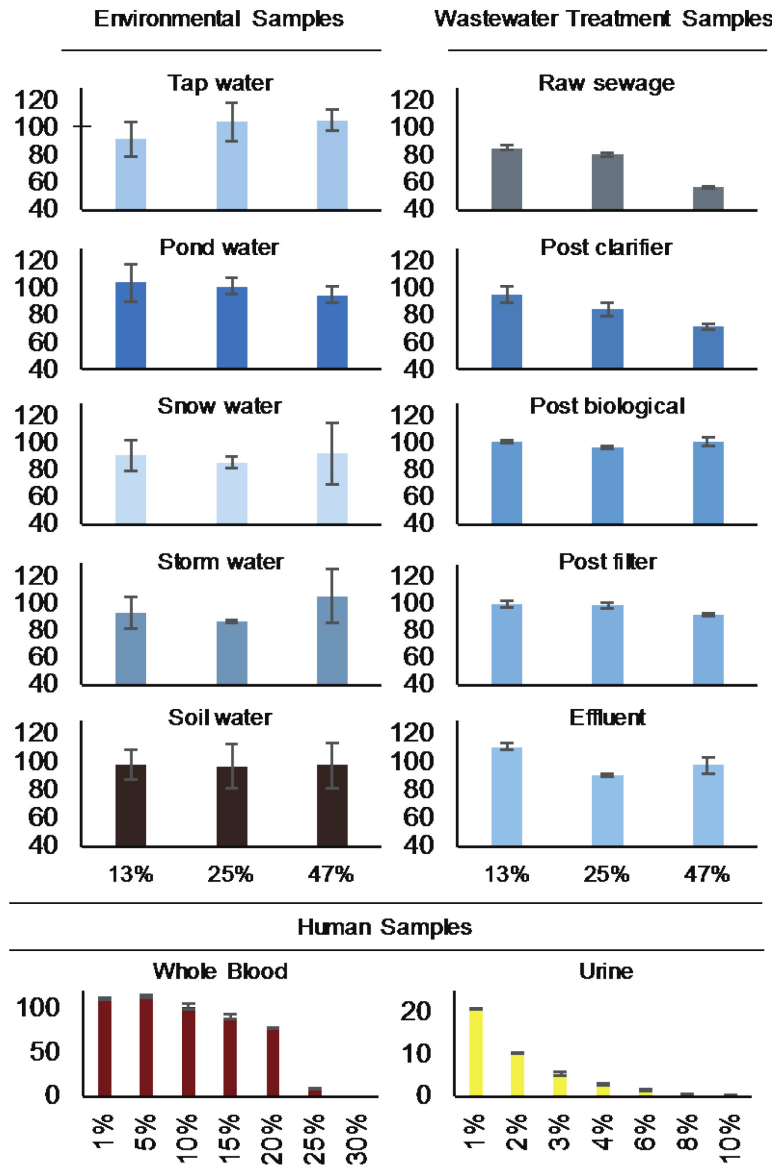 Environmental Samples
Wastewater Treatment Samples
Tap water
120
100
80
60
40
Raw sewage
120
100
80
60
40
Pond water
120
100
80
60
40
Post clarifier
120
100
80
60
40
Snow water
120
100
80
60
40
Post biological
120
100
80
60
40
Storm water
120
100
80
60
40
Post filter
120
100
80
60
40
Soil water
120
100
80
60
40
13% 25% 47%
Effluent
120
100
80
60
40
13% 25% 47%
Human Samples
Whole Blood
100
50
0
1% 5% 10% 15% 20% 25% 30%
Urine
20
10
0
1% 2% 3% 4% 6% 8% 10%